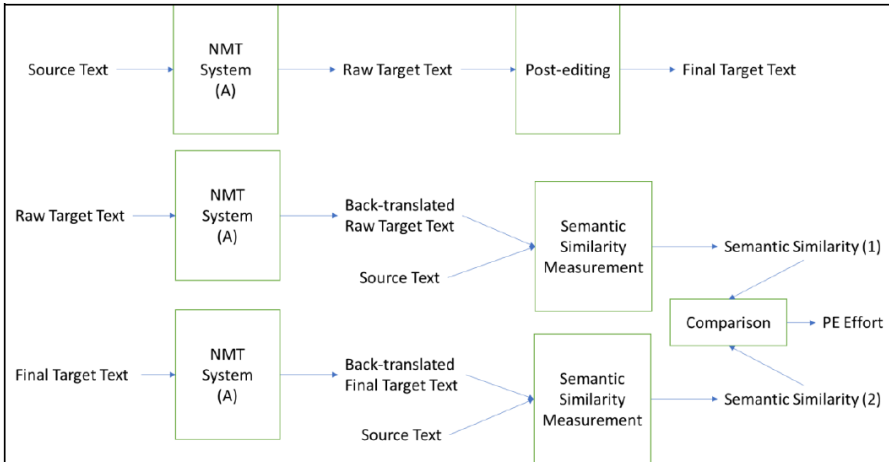 Source Text
NMT
System
(A)
Raw Target Text
Post-editing
Final Target Text
Raw Target Text
NMT
System
(A)
Back-translated
Raw Target Text
Source Text
Semantic
Similarity
Measurement
Semantic Similarity (1)
Comparison
PE Effort
Final Target Text
NMT
System
(A)
Back-translated
Final Target Text
Source Text
Semantic
Similarity
Measurement
Semantic Similarity (2)